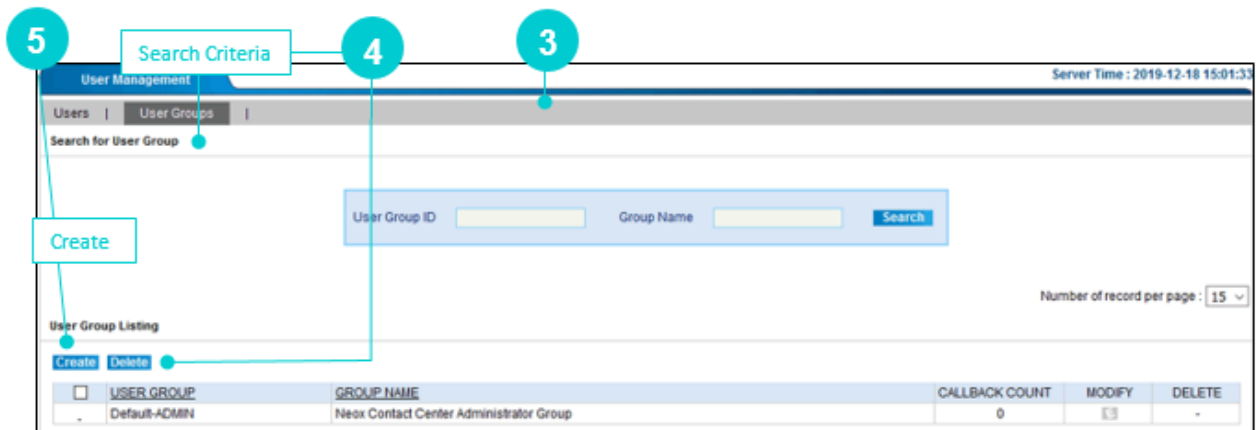 5
Search Criteria
4
3
User Management
Server Time : 2019-12-18 15:01:33
Users | User Groups |
Search for User Group
User Group ID Group Name Search
Create
Number of record per page : 15
User Group Listing
Create Delete
USER GROUP GROUP NAME CALLBACK COUNT MODIFY DELETE
- Default-ADMIN Neox Contact Center Administrator Group 0 -